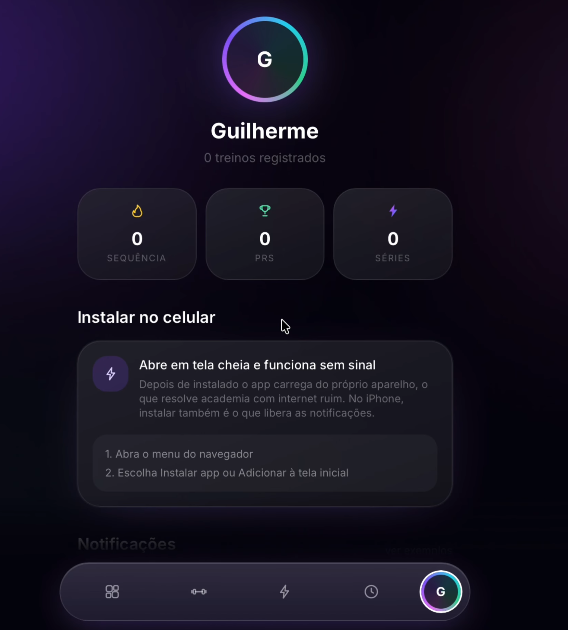 G
Guilherme
0 treinos registrados
0
SEQUÊNCIA
0
PRS
0
SÉRIES
Instalar no celular
Abre em tela cheia e funciona sem sinal
Depois de instalado o app carrega do próprio aparelho, o
que resolve academia com internet ruim. No iPhone,
instalar também é o que libera as notificações.
1. Abra o menu do navegador
2. Escolha Instalar app ou Adicionar à tela inicial
Notificações
G